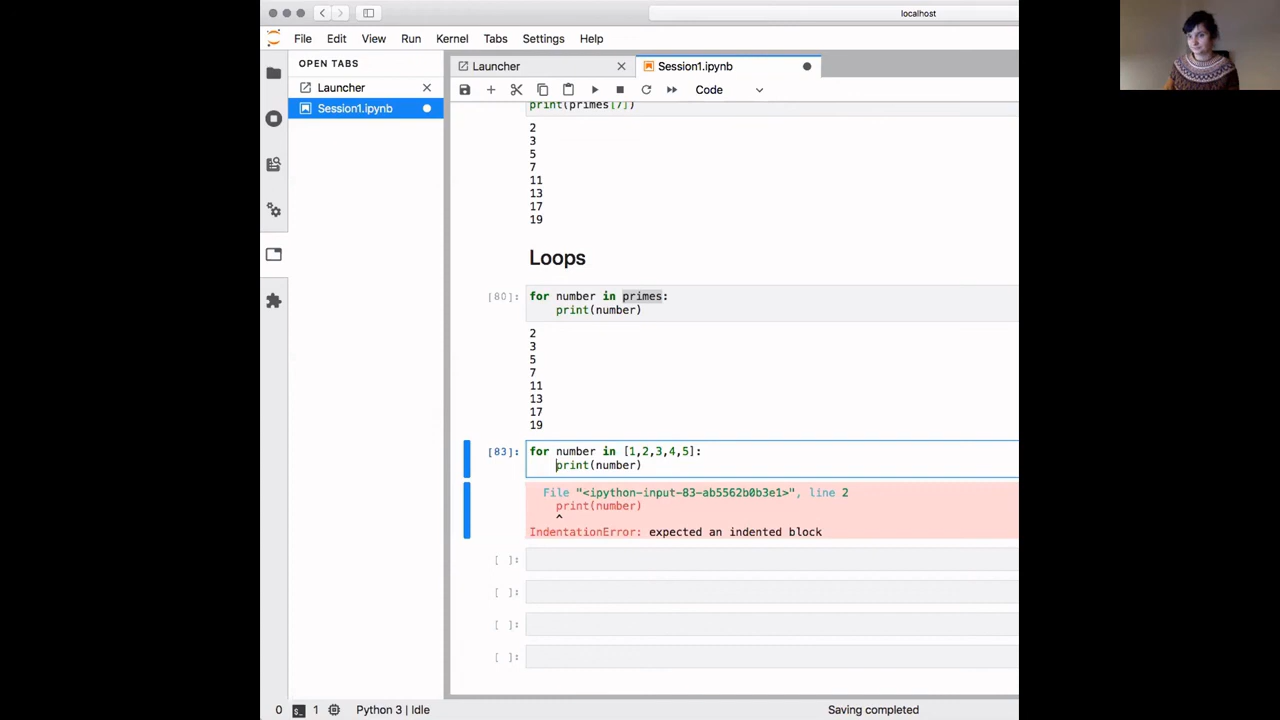 localhost
File Edit View Run Kernel Tabs Settings Help
OPEN TABS
Launcher
Session1.ipynb
Launcher
Session1.ipynb
Code
print(primes[7])
2
3
5
7
11
13
17
19
Loops
[80]: for number in primes:
print(number)
2
3
5
7
11
13
17
19
[83]: for number in [1,2,3,4,5]:
print(number)
File "<ipython-input-83-ab5562b0b3e1>", line 2
print(number)
^
IndentationError: expected an indented block
[ ]:
[ ]:
[ ]:
[ ]:
0 $_ 1 Python 3 | Idle Saving completed